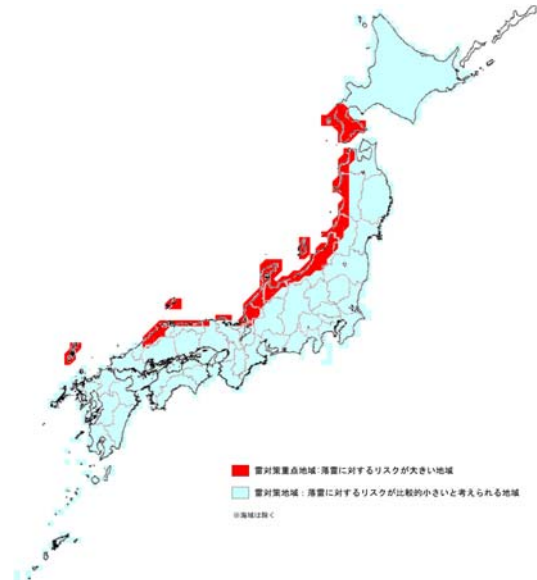 雷対策重点地域：落雷に対するリスクが大きい地域
雷対策地域：落雷に対するリスクが比較的小さいと考えられる地域
※海域は除く